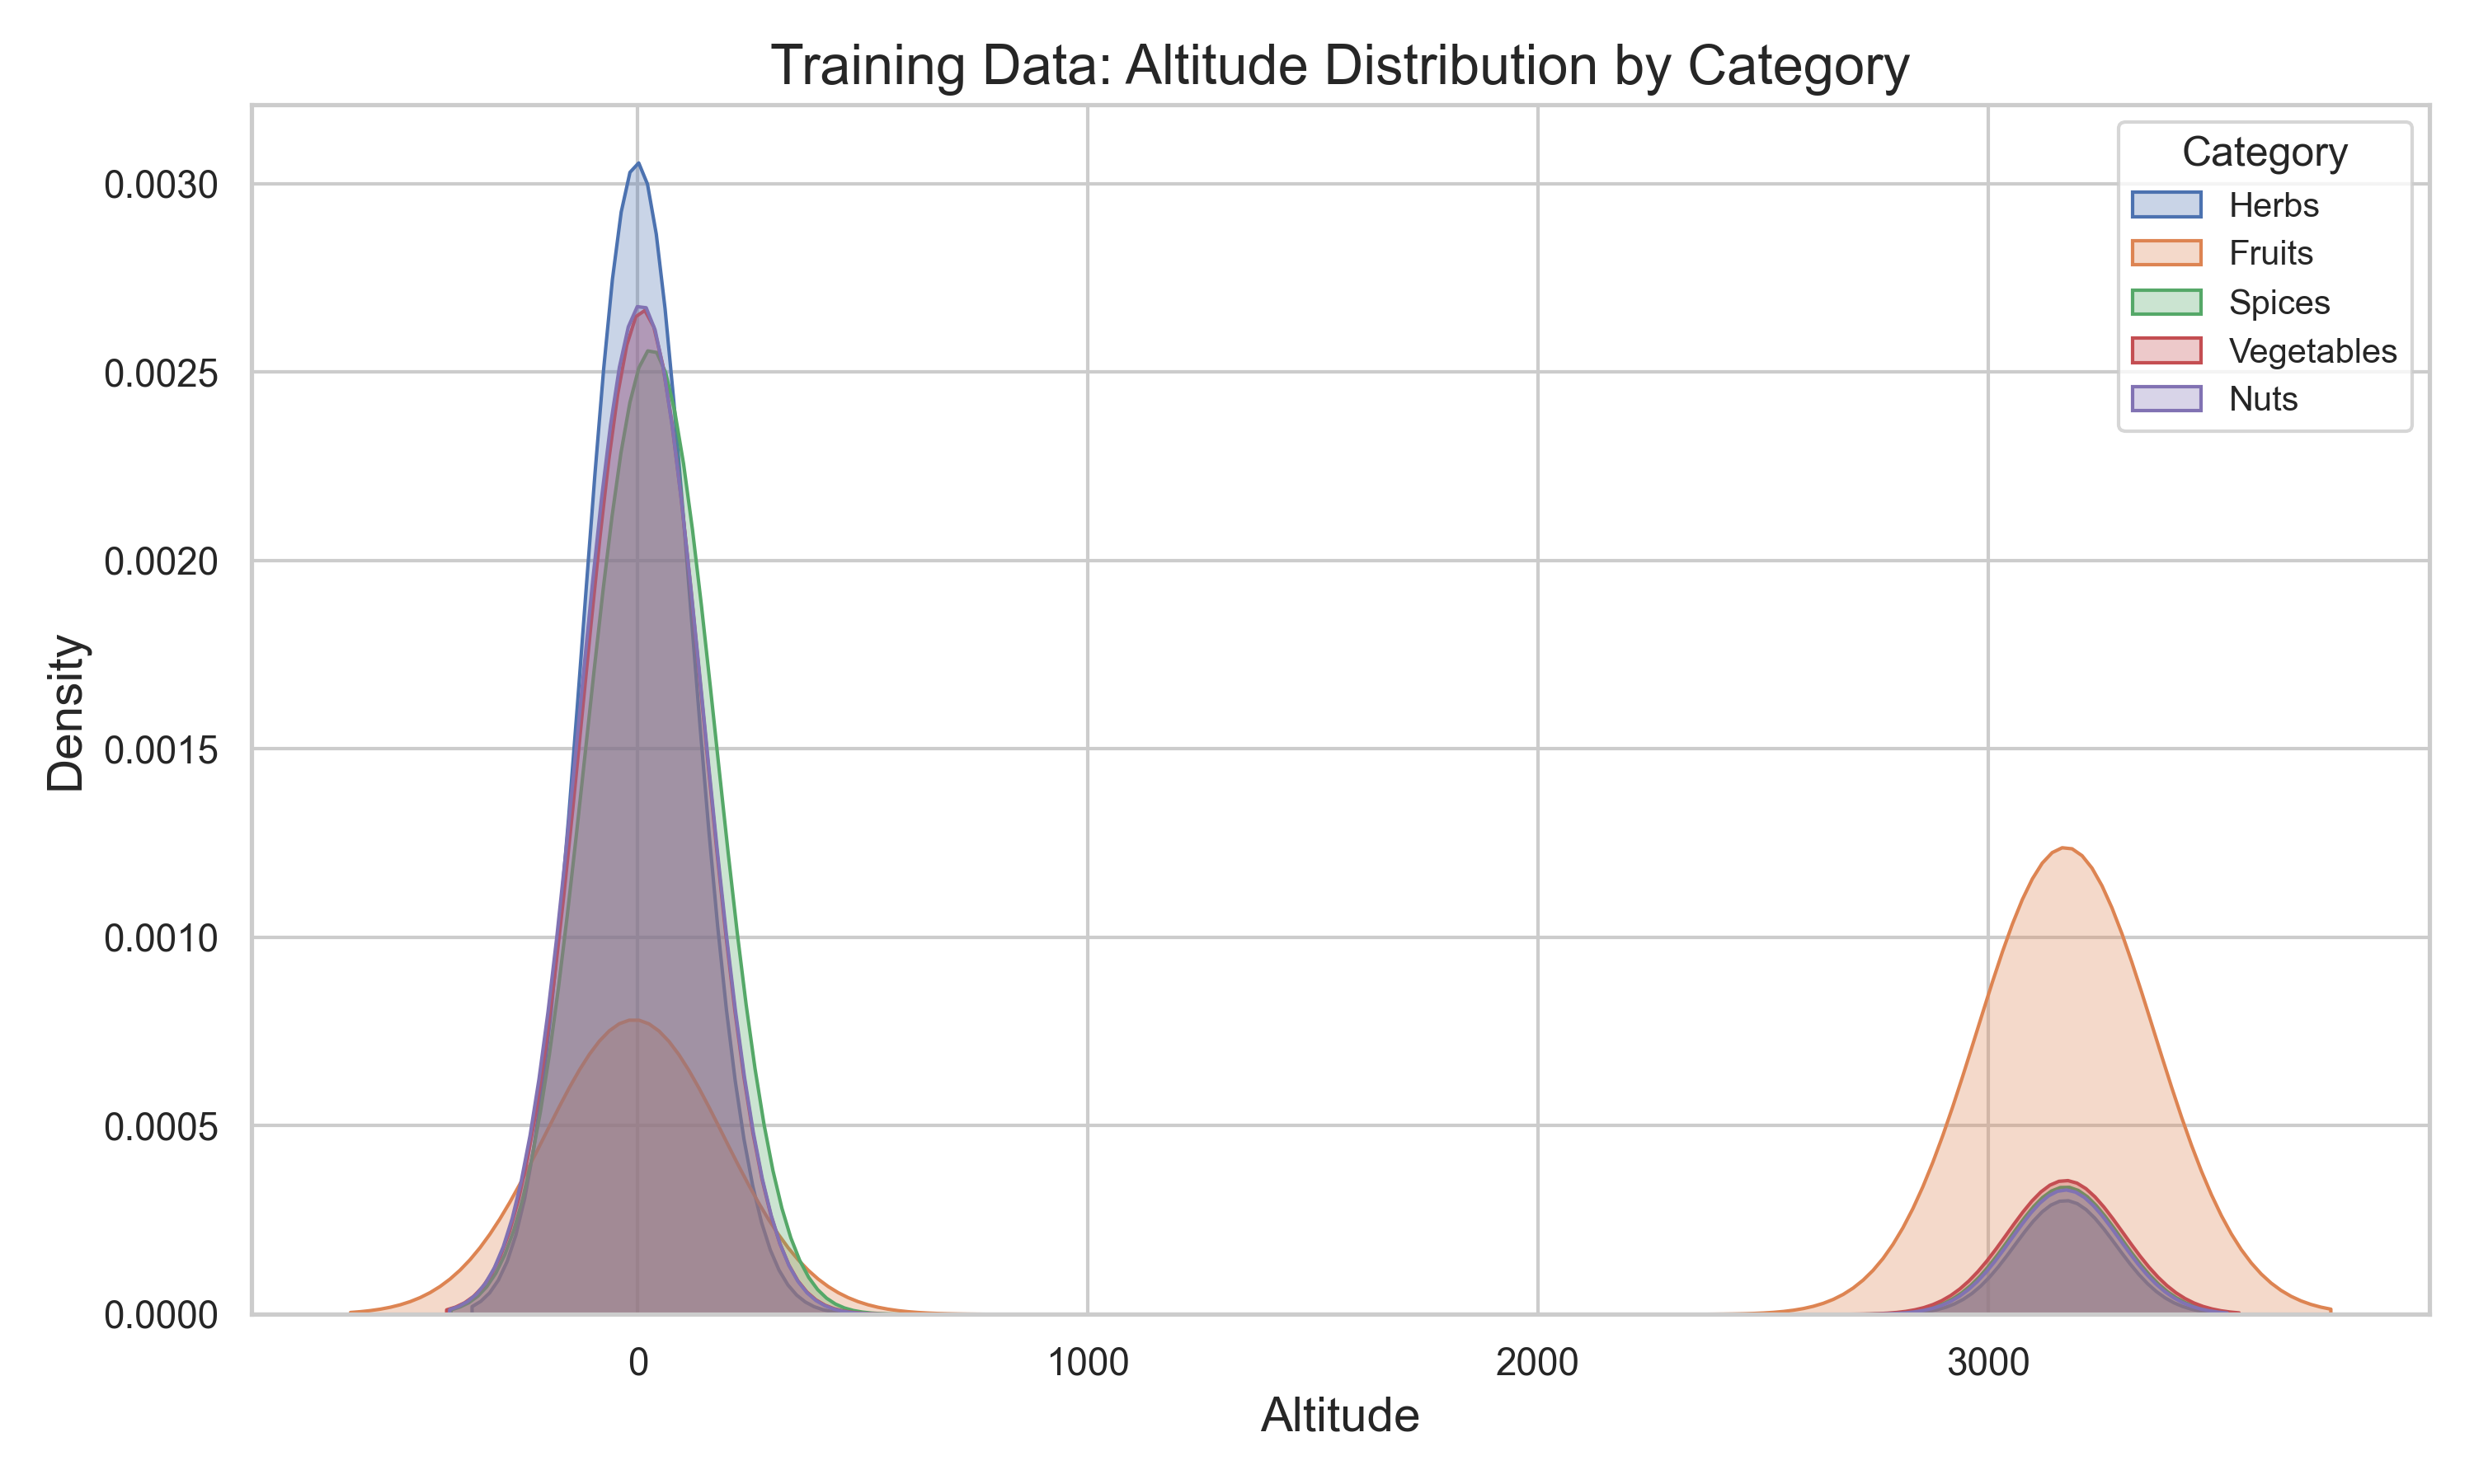 Training Data: Altitude Distribution by Category
Category
Herbs
Fruits
Spices
Vegetables
Nuts
Density
0.0030
0.0025
0.0020
0.0015
0.0010
0.0005
0.0000
0
1000
2000
3000
Altitude